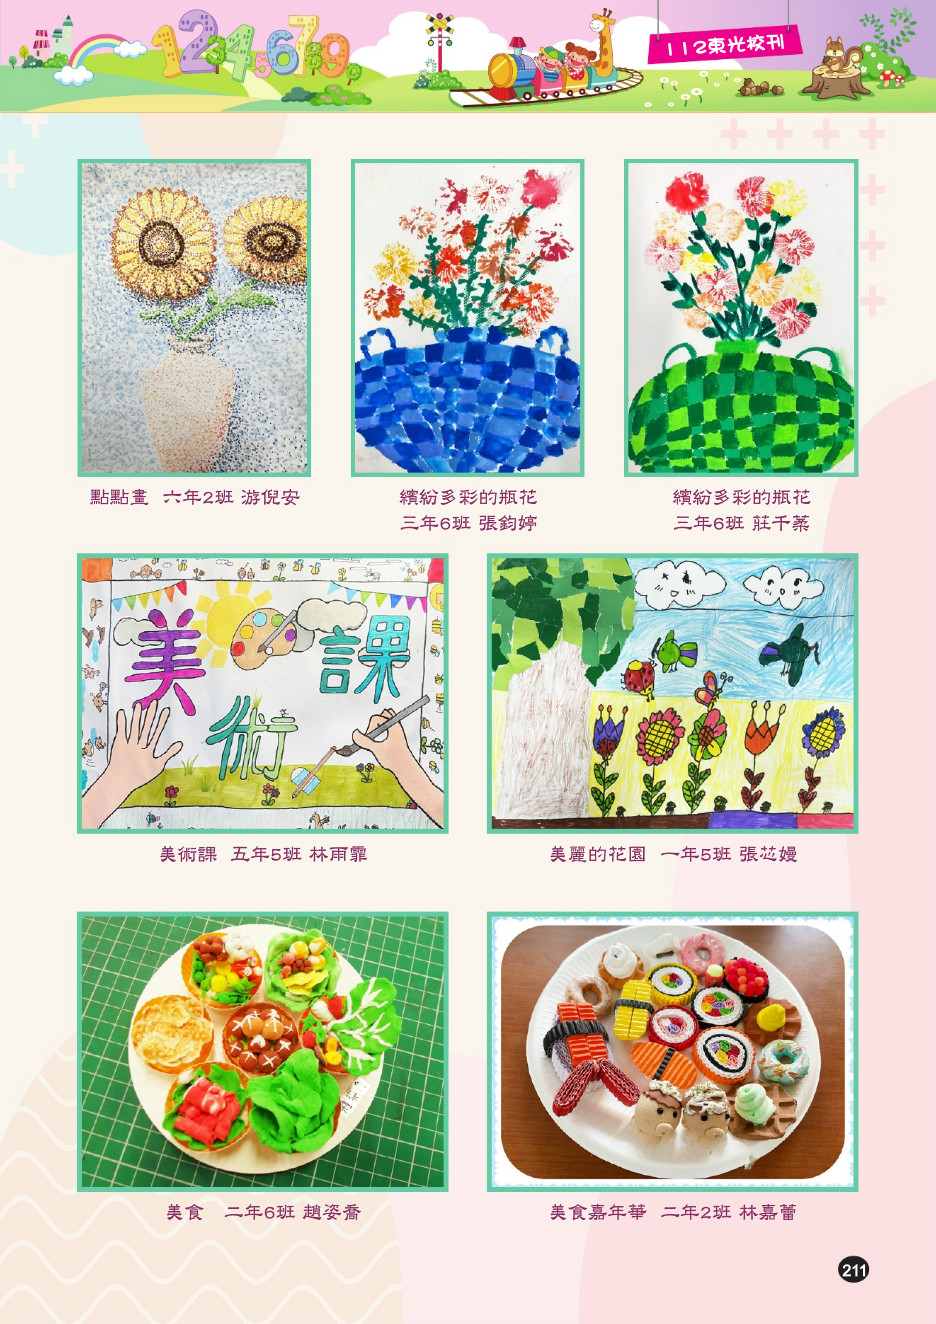 112東光校刊
點點畫 六年2班 游倪安
繽紛多彩的瓶花
三年6班 張鈞婷
繽紛多彩的瓶花
三年6班 莊千蕠
美術課
美術課 五年5班 林雨霏
美麗的花園 一年5班 張芯嫚
美食 二年6班 趙姿喬
美食嘉年華 二年2班 林嘉蕾
211